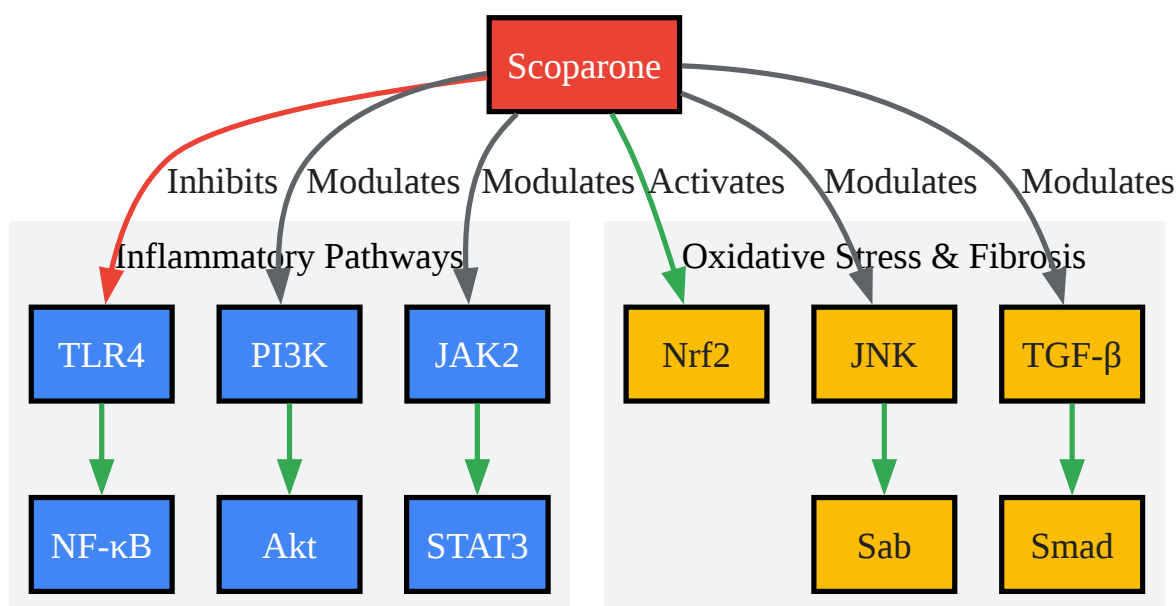 Scoparone
Inhibits Modulates Modulates Activates Modulates Modulates
Inflammatory Pathways Oxidative Stress & Fibrosis
TLR4 PI3K JAK2 Nrf2 JNK TGF-β
NF-κB Akt STAT3 Sab Smad